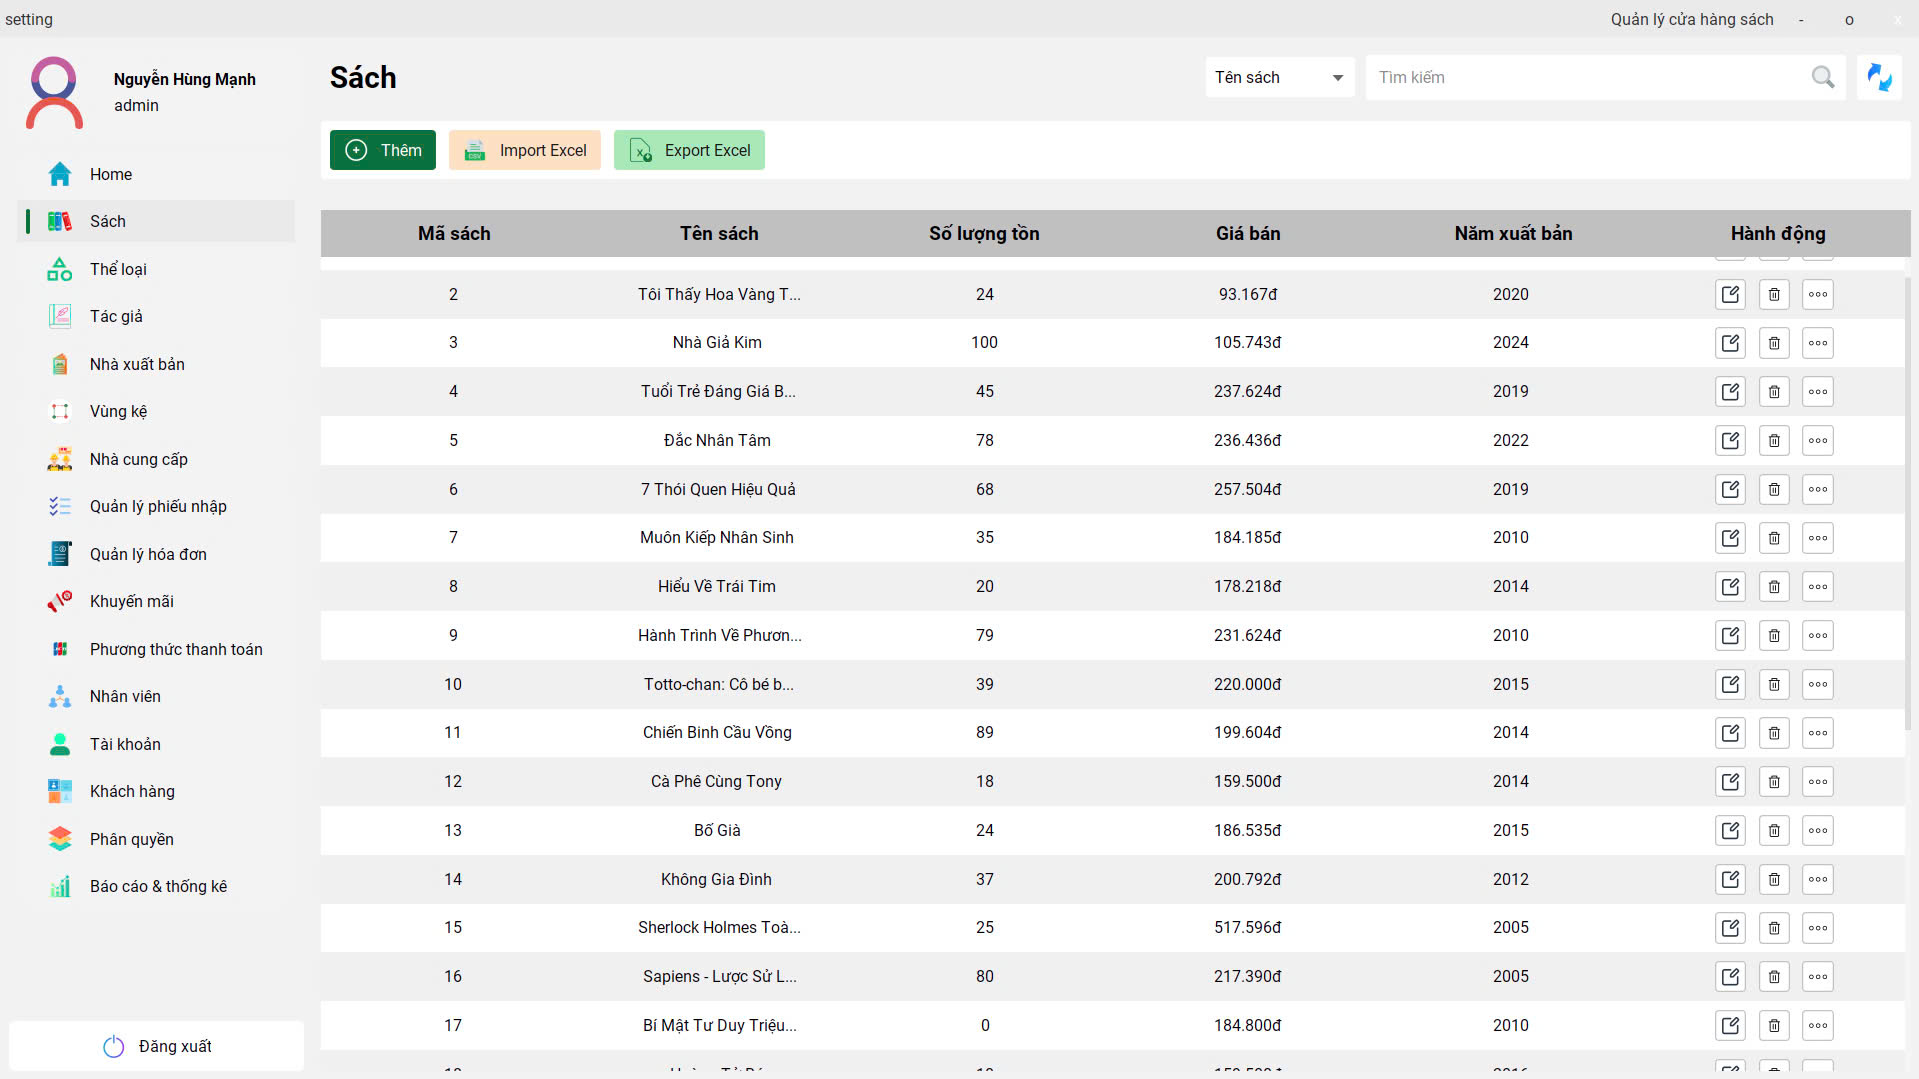 setting
Quản lý cửa hàng sách - o x
Nguyễn Hùng Mạnh
admin
Home
Sách
Thể loại
Tác giả
Nhà xuất bản
Vùng kệ
Nhà cung cấp
Quản lý phiếu nhập
Quản lý hóa đơn
Khuyến mãi
Phương thức thanh toán
Nhân viên
Tài khoản
Khách hàng
Phân quyền
Báo cáo & thống kê
Đăng xuất
Sách
Tên sách
Tìm kiếm
Thêm
Import Excel
Export Excel
Mã sách Tên sách Số lượng tồn Giá bán Năm xuất bản Hành động
2 Tôi Thấy Hoa Vàng T... 24 93.167đ 2020
3 Nhà Giả Kim 100 105.743đ 2024
4 Tuổi Trẻ Đáng Giá B... 45 237.624đ 2019
5 Đắc Nhân Tâm 78 236.436đ 2022
6 7 Thói Quen Hiệu Quả 68 257.504đ 2019
7 Muôn Kiếp Nhân Sinh 35 184.185đ 2010
8 Hiểu Về Trái Tim 20 178.218đ 2014
9 Hành Trình Về Phươn... 79 231.624đ 2010
10 Totto-chan: Cô bé b... 39 220.000đ 2015
11 Chiến Binh Cầu Vồng 89 199.604đ 2014
12 Cà Phê Cùng Tony 18 159.500đ 2014
13 Bố Già 24 186.535đ 2015
14 Không Gia Đình 37 200.792đ 2012
15 Sherlock Holmes Toà... 25 517.596đ 2005
16 Sapiens - Lược Sử L... 80 217.390đ 2005
17 Bí Mật Tư Duy Triệu... 0 184.800đ 2010